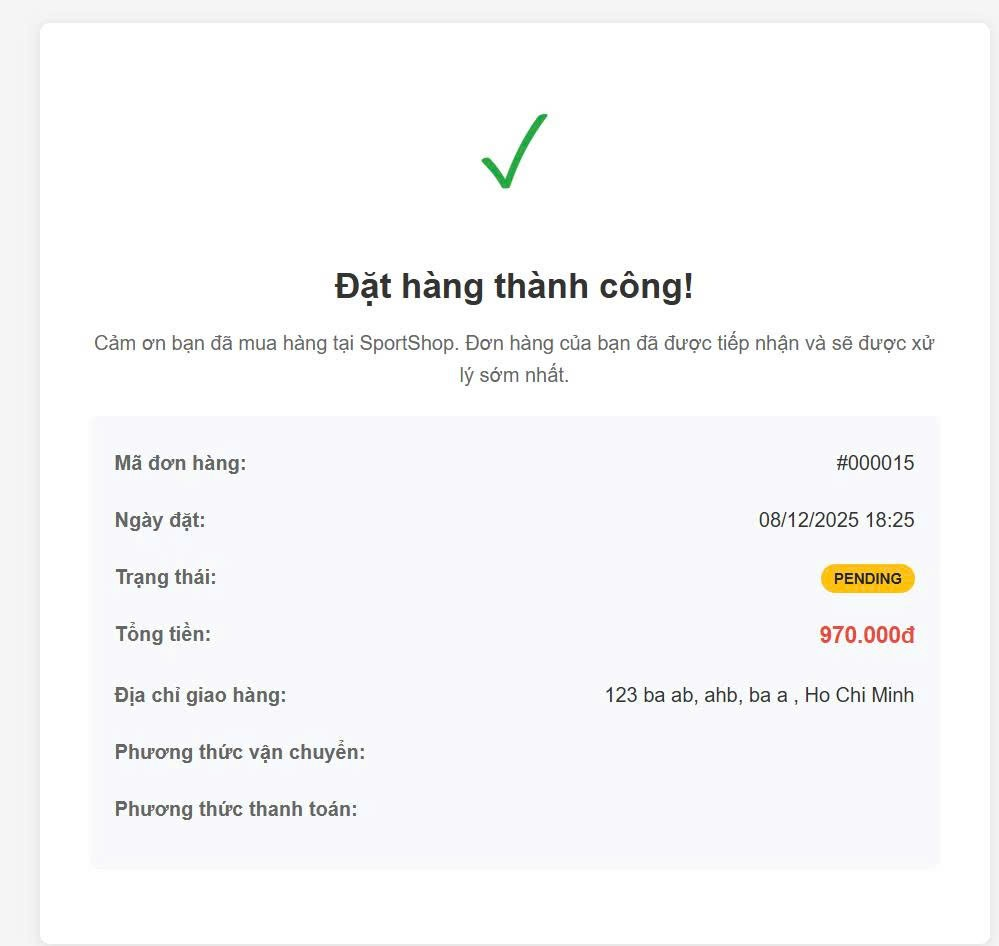 Đặt hàng thành công!
Cảm ơn bạn đã mua hàng tại SportShop. Đơn hàng của bạn đã được tiếp nhận và sẽ được xử
lý sớm nhất.
Mã đơn hàng: #000015
Ngày đặt: 08/12/2025 18:25
Trạng thái: PENDING
Tổng tiền: 970.000đ
Địa chỉ giao hàng: 123 ba ab, ahb, ba a , Ho Chi Minh
Phương thức vận chuyển:
Phương thức thanh toán: